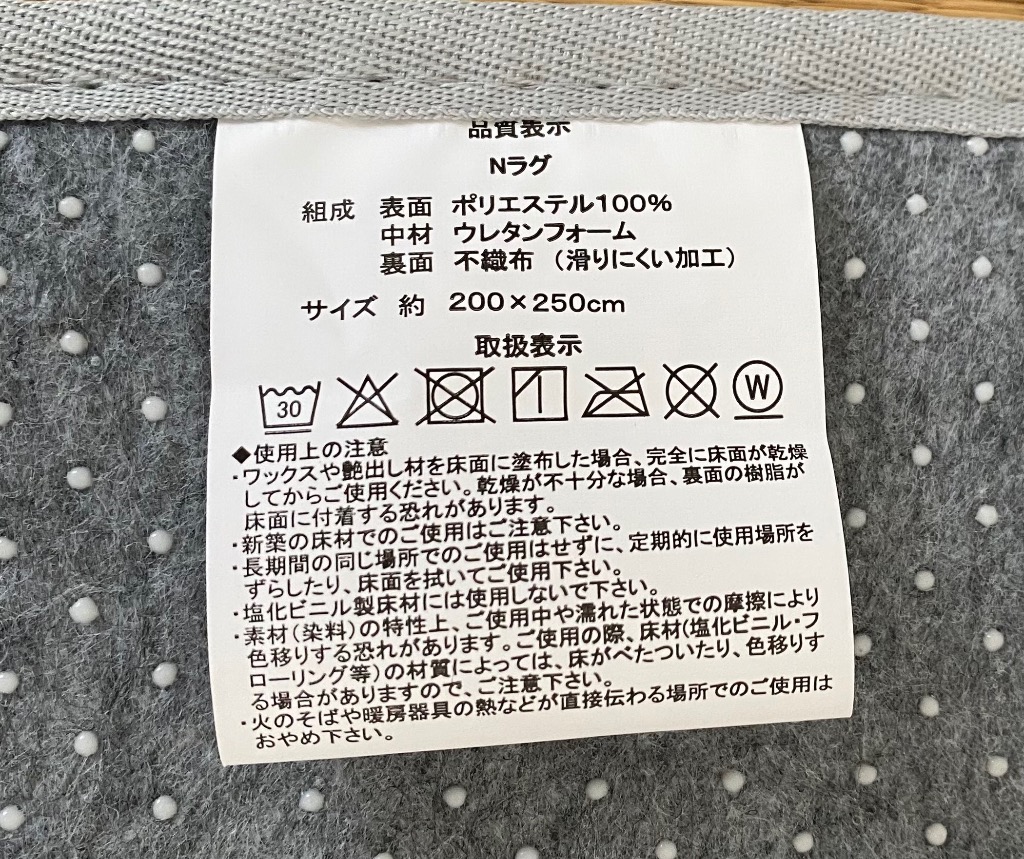 品質表示
Nラグ
組成 表面 ポリエステル100%
中材 ウレタンフォーム
裏面 不織布 (滑りにくい加工)
サイズ 約 200×250cm
取扱表示
30 W
◆使用上の注意
・ワックスや艶出し材を床面に塗布した場合、完全に床面が乾燥
してからご使用ください。乾燥が不十分な場合、裏面の樹脂が
床面に付着する恐れがあります。
・新築の床材でのご使用はご注意下さい。
・長期間の同じ場所でのご使用はせずに、定期的に使用場所を
ずらしたり、床面を拭いてご使用下さい。
・塩化ビニル製床材には使用しないで下さい。
・素材(染料)の特性上、ご使用中や濡れた状態での摩擦により
色移りする恐れがあります。ご使用の際、床材(塩化ビニル・フ
ローリング等)の材質によっては、床がべたついたり、色移りす
る場合がありますので、ご注意下さい。
・火のそばや暖房器具の熱などが直接伝わる場所でのご使用は
おやめ下さい。